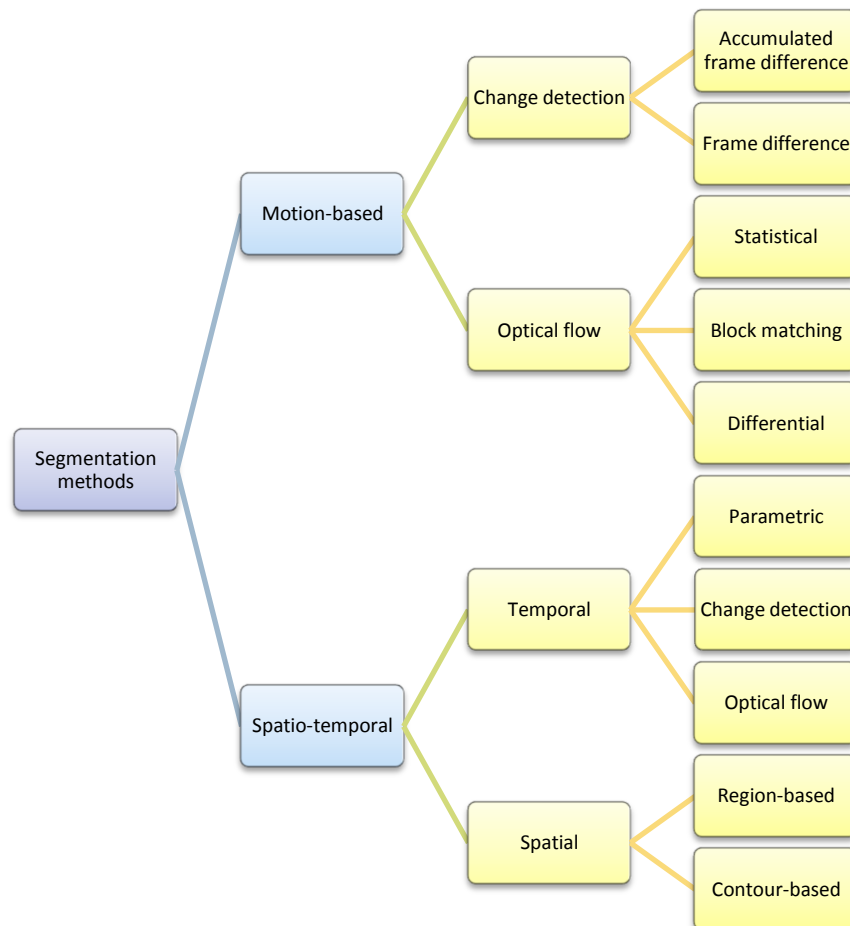 Accumulated
frame difference
Change detection
Frame difference
Motion-based
Statistical
Optical flow
Block matching
Differential
Segmentation
methods
Parametric
Temporal
Change detection
Optical flow
Spatio-temporal
Region-based
Spatial
Contour-based